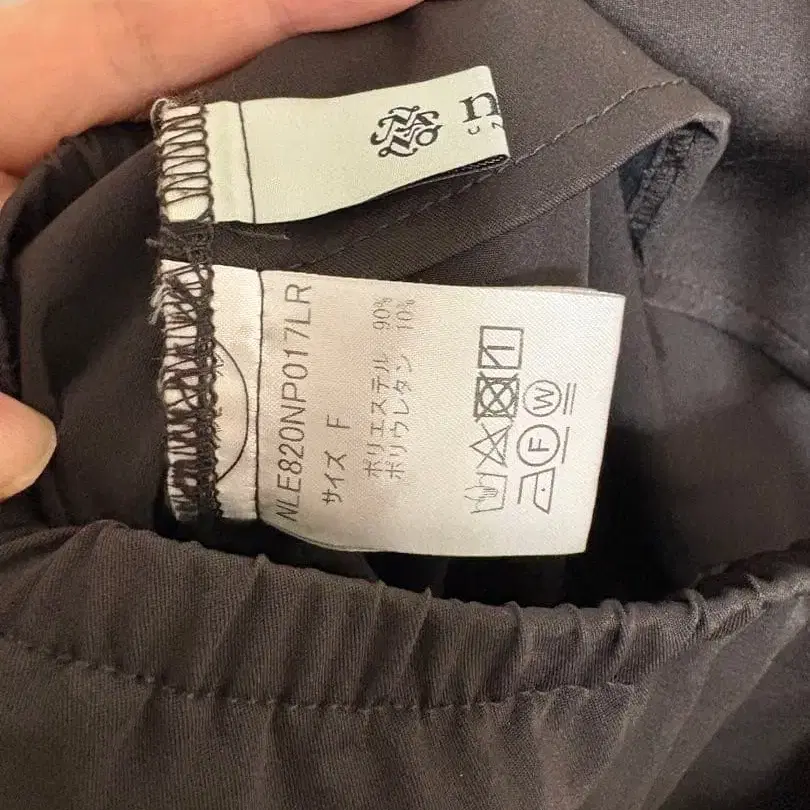 n
NLE820NP017LR
サイズ F
ポリエステル 90%
ポリウレタン 10%
F W